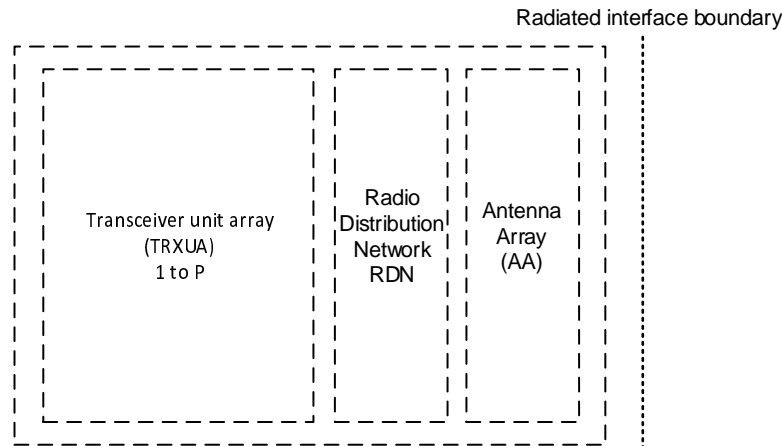 Radiated interface boundary
Transceiver unit array
(TRXUA)
1 to P
Radio
Distribution
Network
RDN
Antenna
Array
(AA)